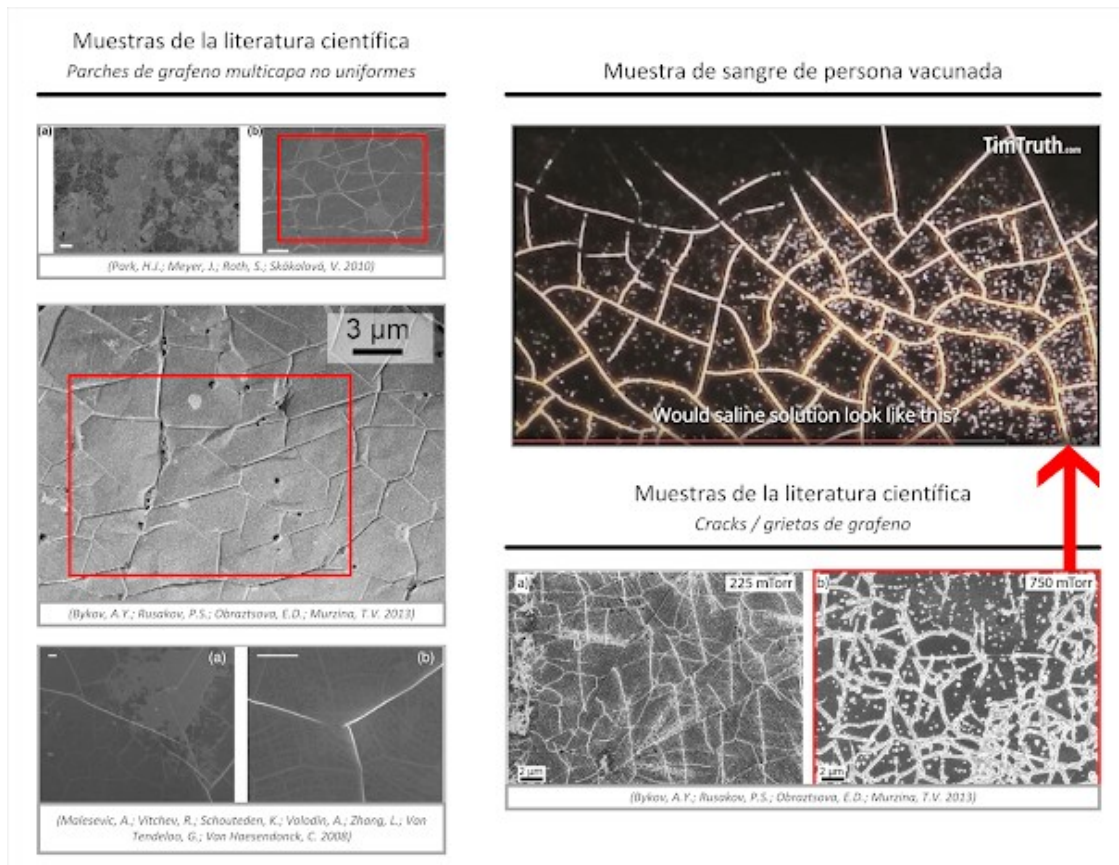 Muestras de la literatura científica
Parches de grafeno multicapa no uniformes
(a)
(b)
(Park, H.J.; Meyer, J.; Roth, S.; Skákalová, V. 2010)
3 µm
(Bykov, A.Y.; Rusakov, P.S.; Obraztsova, E.D.; Murzina, T.V. 2013)
(a)
(b)
(Malesevic, A.; Vitchev, R.; Schouteden, K.; Volodin, A.; Zhang, L.; Van
Tendeloo, G.; Van Haesendonck, C. 2008)
Muestra de sangre de persona vacunada
TimTruth.com
Would saline solution look like this?
Muestras de la literatura científica
Cracks / grietas de grafeno
a)
225 mTorr
2 µm
b)
750 mTorr
2 µm
(Bykov, A.Y.; Rusakov, P.S.; Obraztsova, E.D.; Murzina, T.V. 2013)